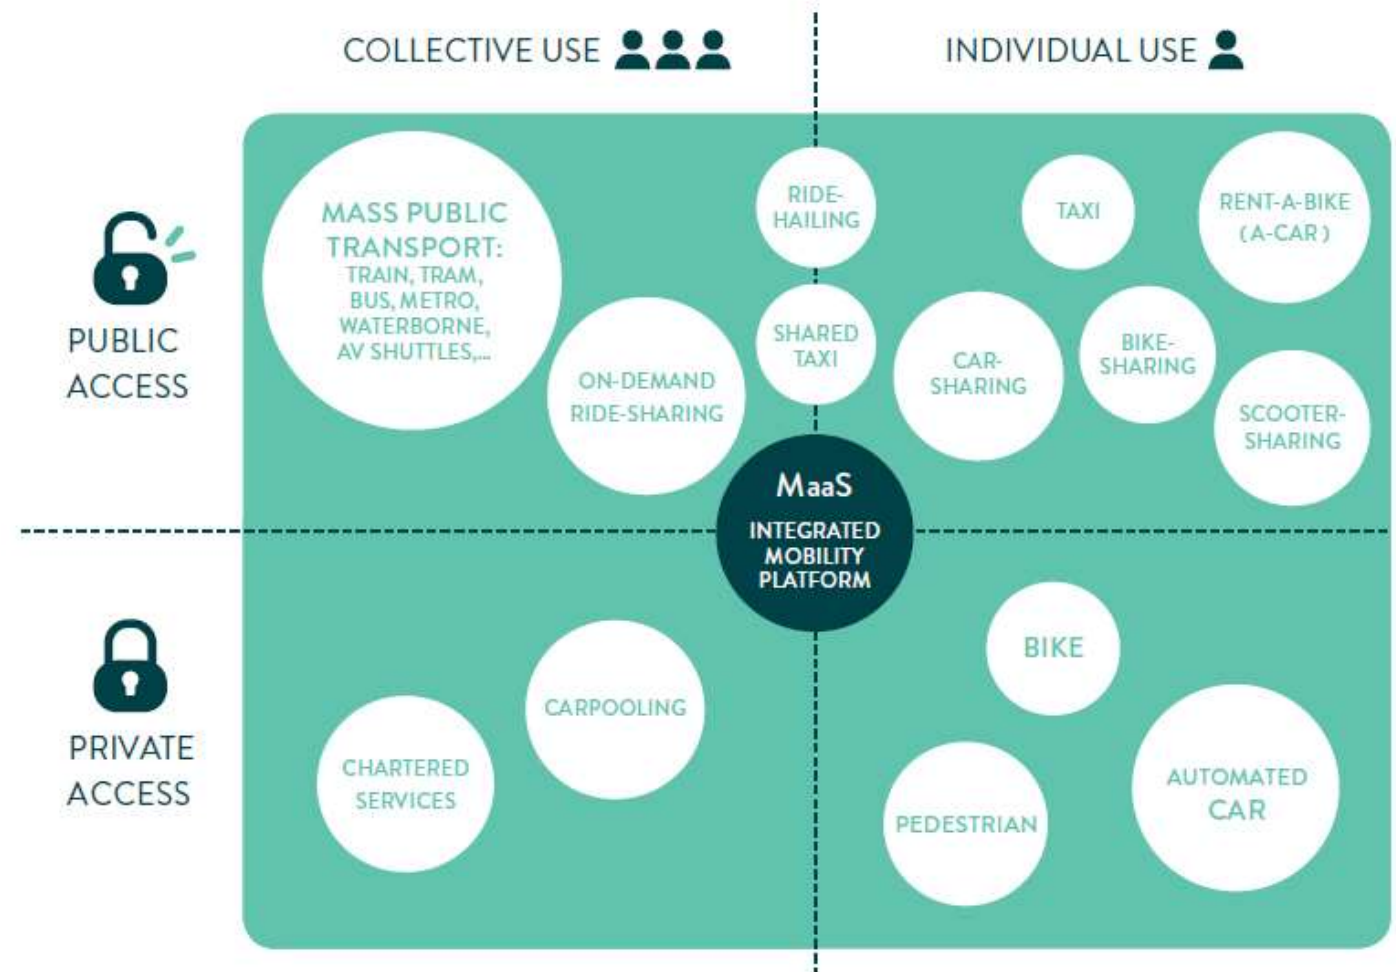 COLLECTIVE USE
INDIVIDUAL USE
PUBLIC
ACCESS
MASS PUBLIC
TRANSPORT:
TRAIN, TRAM,
BUS, METRO,
WATERBORNE,
AV SHUTTLES,...
ON-DEMAND
RIDE-SHARING
RIDE-
HAILING
SHARED
TAXI
TAXI
RENT-A-BIKE
(A-CAR)
CAR-
SHARING
BIKE-
SHARING
SCOOTER-
SHARING
MaaS
INTEGRATED
MOBILITY
PLATFORM
PRIVATE
ACCESS
CHARTERED
SERVICES
CARPOOLING
BIKE
PEDESTRIAN
AUTOMATED
CAR